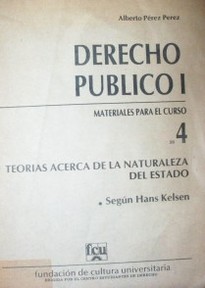 Alberto Pérez Perez
DERECHO
PUBLICO I
MATERIALES PARA EL CURSO
4
TEORIAS ACERCA DE LA NATURALEZA
DEL ESTADO
Según Hans Kelsen
fcu
fundación de cultura universitaria